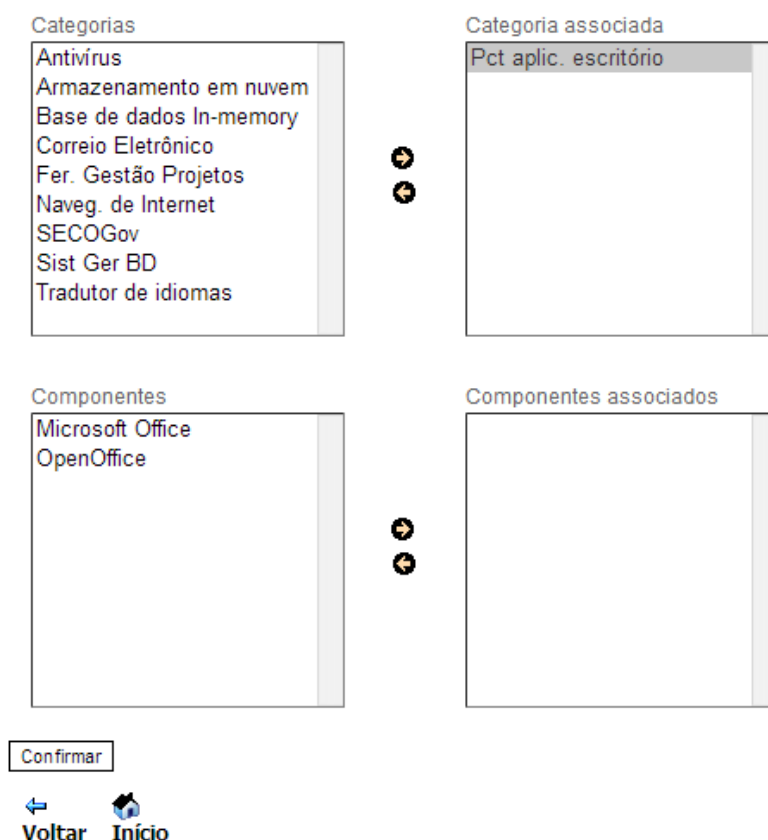 Categorias
Antivírus
Armazenamento em nuvem
Base de dados In-memory
Correio Eletrônico
Fer. Gestão Projetos
Naveg. de Internet
SECOGov
Sist Ger BD
Tradutor de idiomas
Categoria associada
Pct aplic. escritório
Componentes
Microsoft Office
OpenOffice
Componentes associados
Confirmar
Voltar Início